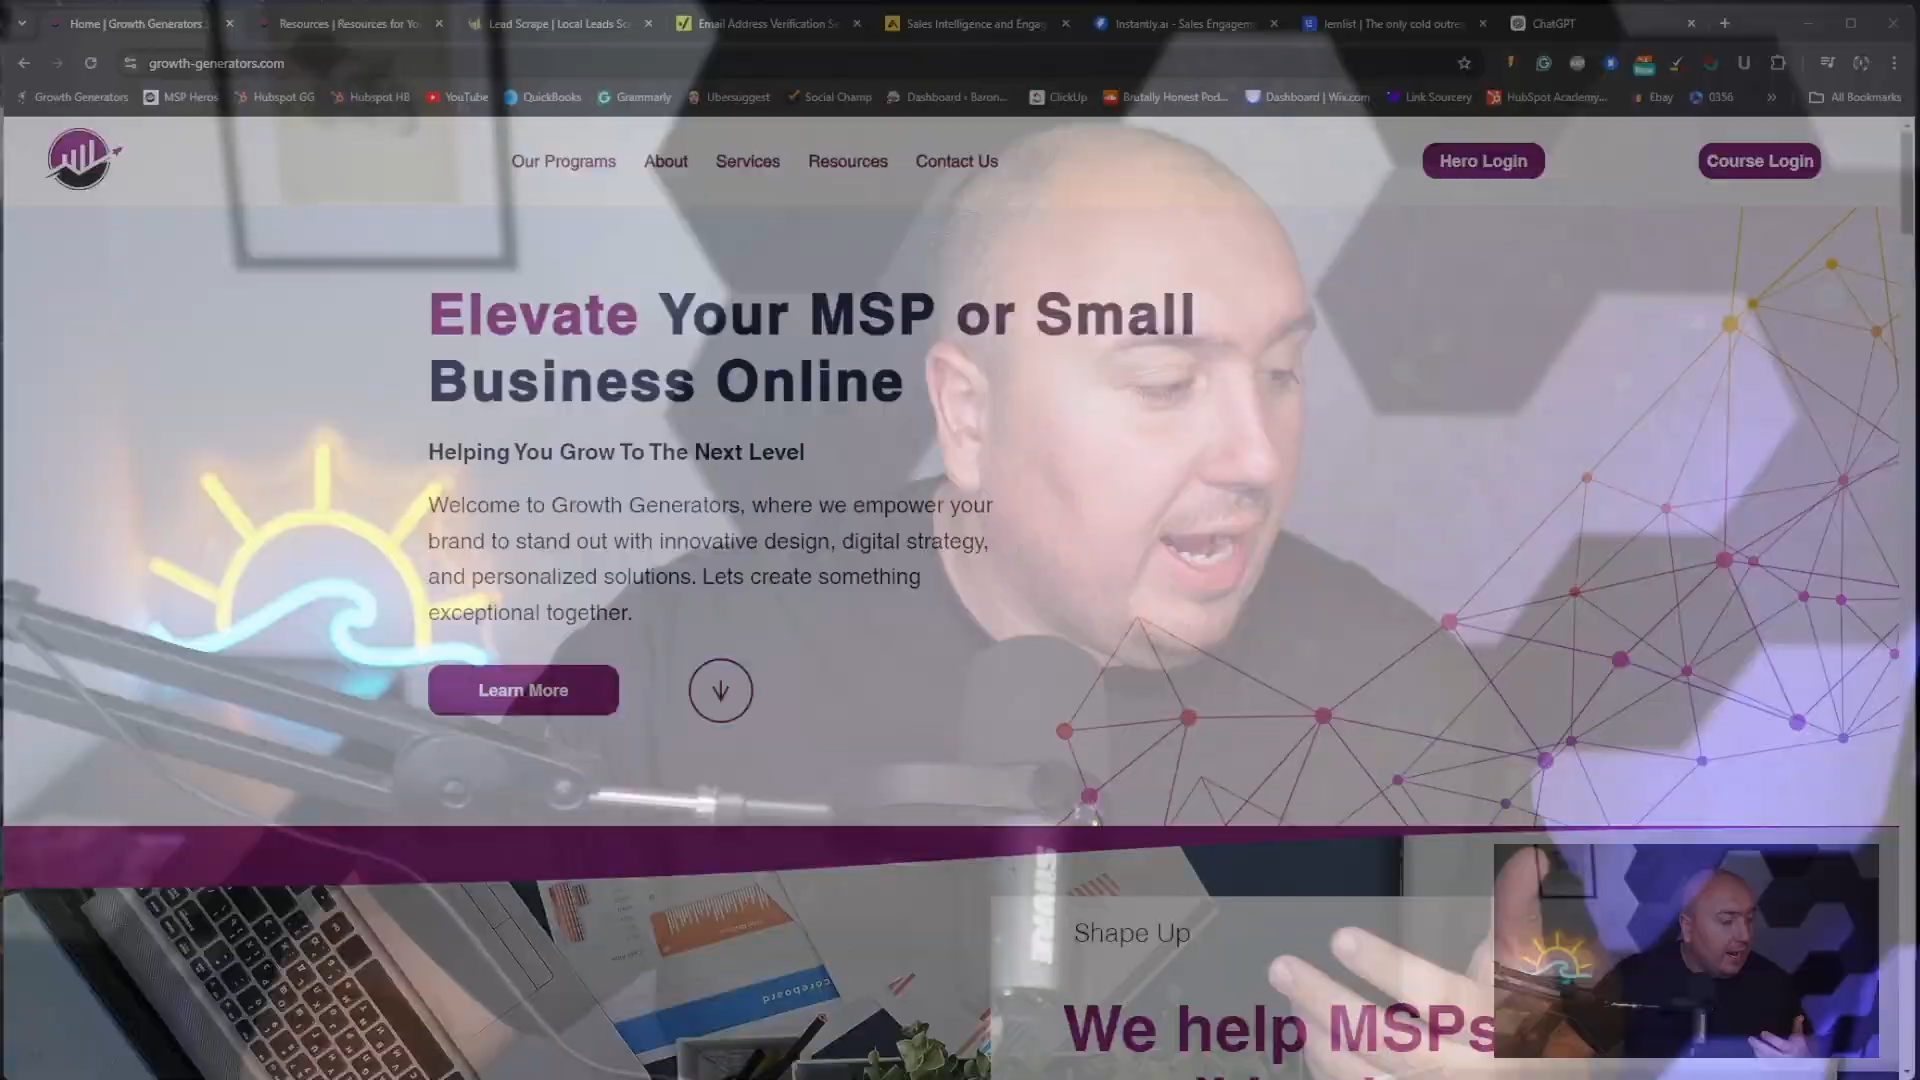 Home | Growth Generators
Resources | Resources for Yo
Lead Scrape | Local Leads Sc
Email Address Verification Se
Sales Intelligence and Engag
Instantly.ai - Sales Engagem
lemlist | The only cold outrea
ChatGPT
growth-generators.com
Growth Generators
MSP Heros
Hubspot GG
Hubspot HB
YouTube
QuickBooks
Grammarly
Ubersuggest
Social Champ
Dashboard ‹ Baron...
ClickUp
Brutally Honest Pod...
Dashboard | Wix.com
Link Sourcery
HubSpot Academy...
Ebay
0356
»
All Bookmarks
Our Programs
About
Services
Resources
Contact Us
Hero Login
Course Login
Elevate Your MSP or Small
Business Online
Helping You Grow To The Next Level
Welcome to Growth Generators, where we empower your
brand to stand out with innovative design, digital strategy,
and personalized solutions. Lets create something
exceptional together.
Learn More
Shape Up
We help MSPs